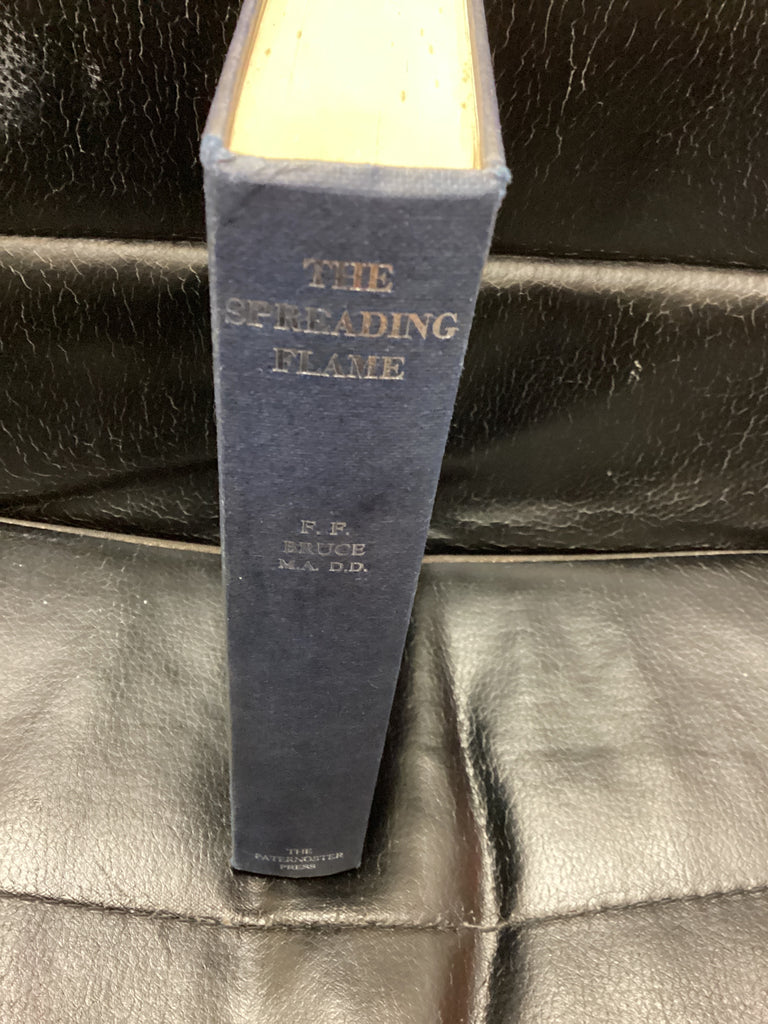 THE
SPREADING
FLAME
F. F.
BRUCE
M.A. D.D.
THE
PATERNOSTER
PRESS